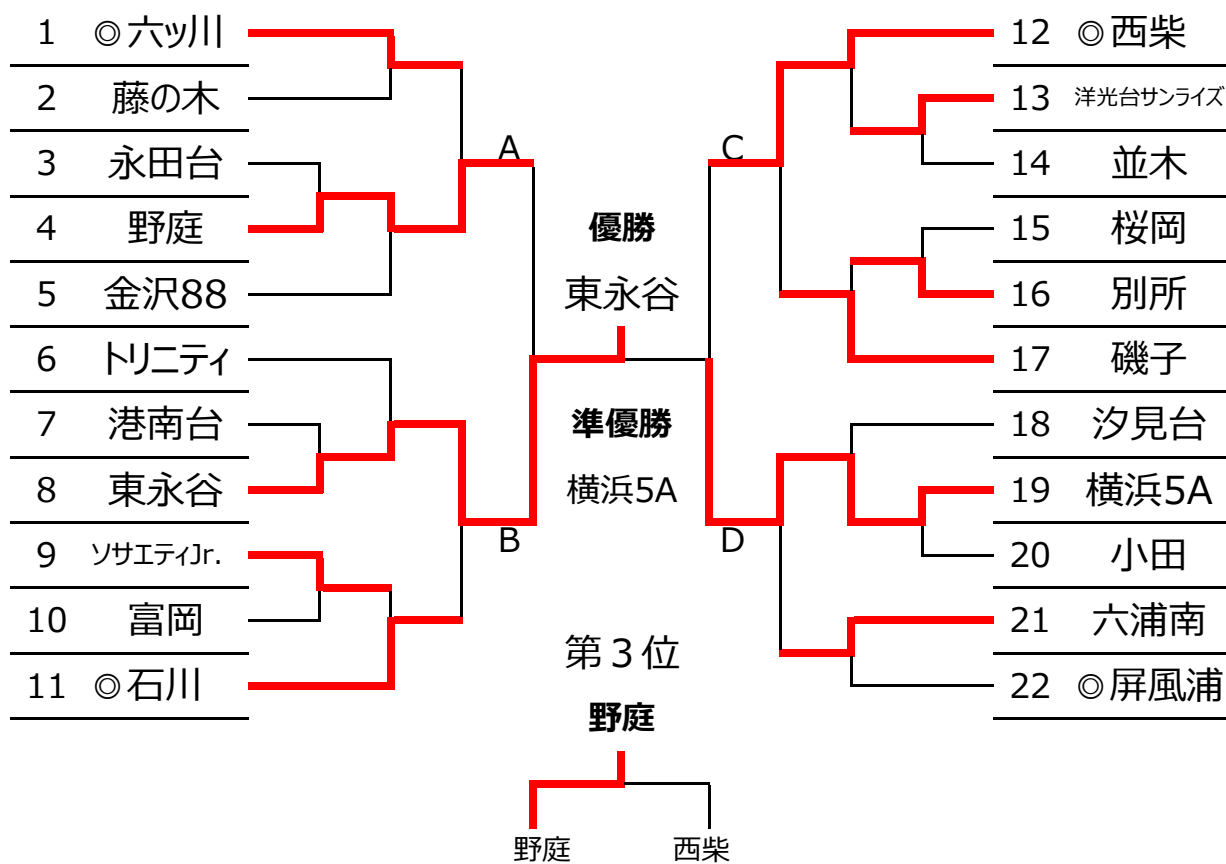 1 ◎六ッ川
2 藤の木
3 永田台
4 野庭
5 金沢88
6 トリニティ
7 港南台
8 東永谷
9 ソサエティJr.
10 富岡
11 ◎石川
A
B
優勝
東永谷
準優勝
横浜5A
第３位
野庭
野庭 西柴
C
D
12 ◎西柴
13 洋光台サンライズ
14 並木
15 桜岡
16 別所
17 磯子
18 汐見台
19 横浜5A
20 小田
21 六浦南
22 ◎屏風浦